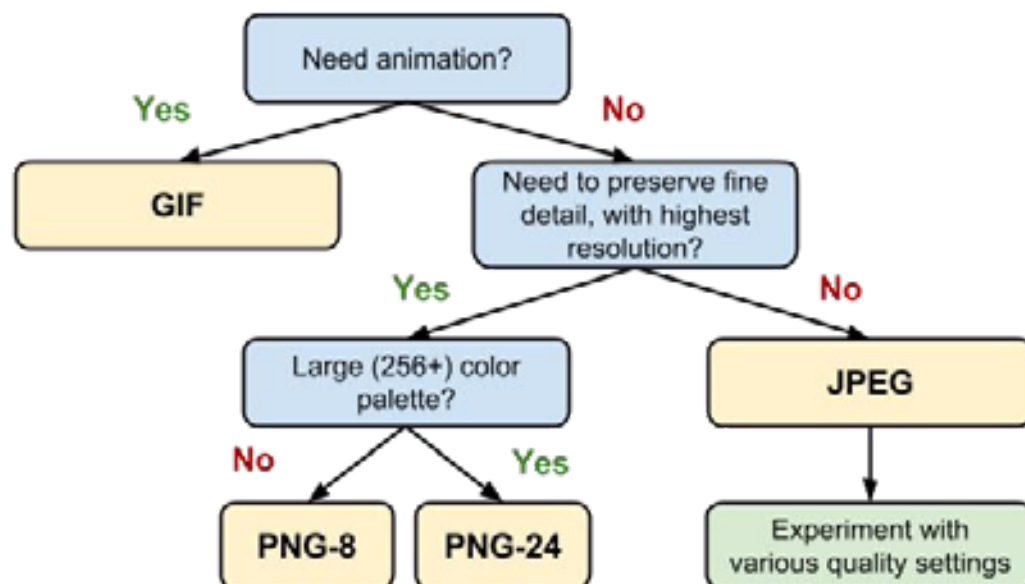 Need animation?
Yes
No
GIF
Need to preserve fine
detail, with highest
resolution?
Yes
No
Large (256+) color
palette?
JPEG
No
Yes
PNG-8
PNG-24
Experiment with
various quality settings